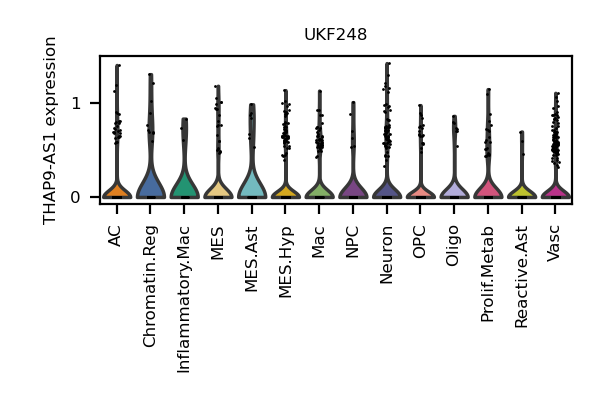 UKF248
THAP9-AS1 expression
1
0
AC
Chromatin.Reg
Inflammatory.Mac
MES
MES.Ast
MES.Hyp
Mac
NPC
Neuron
OPC
Oligo
Prolif.Metab
Reactive.Ast
Vasc